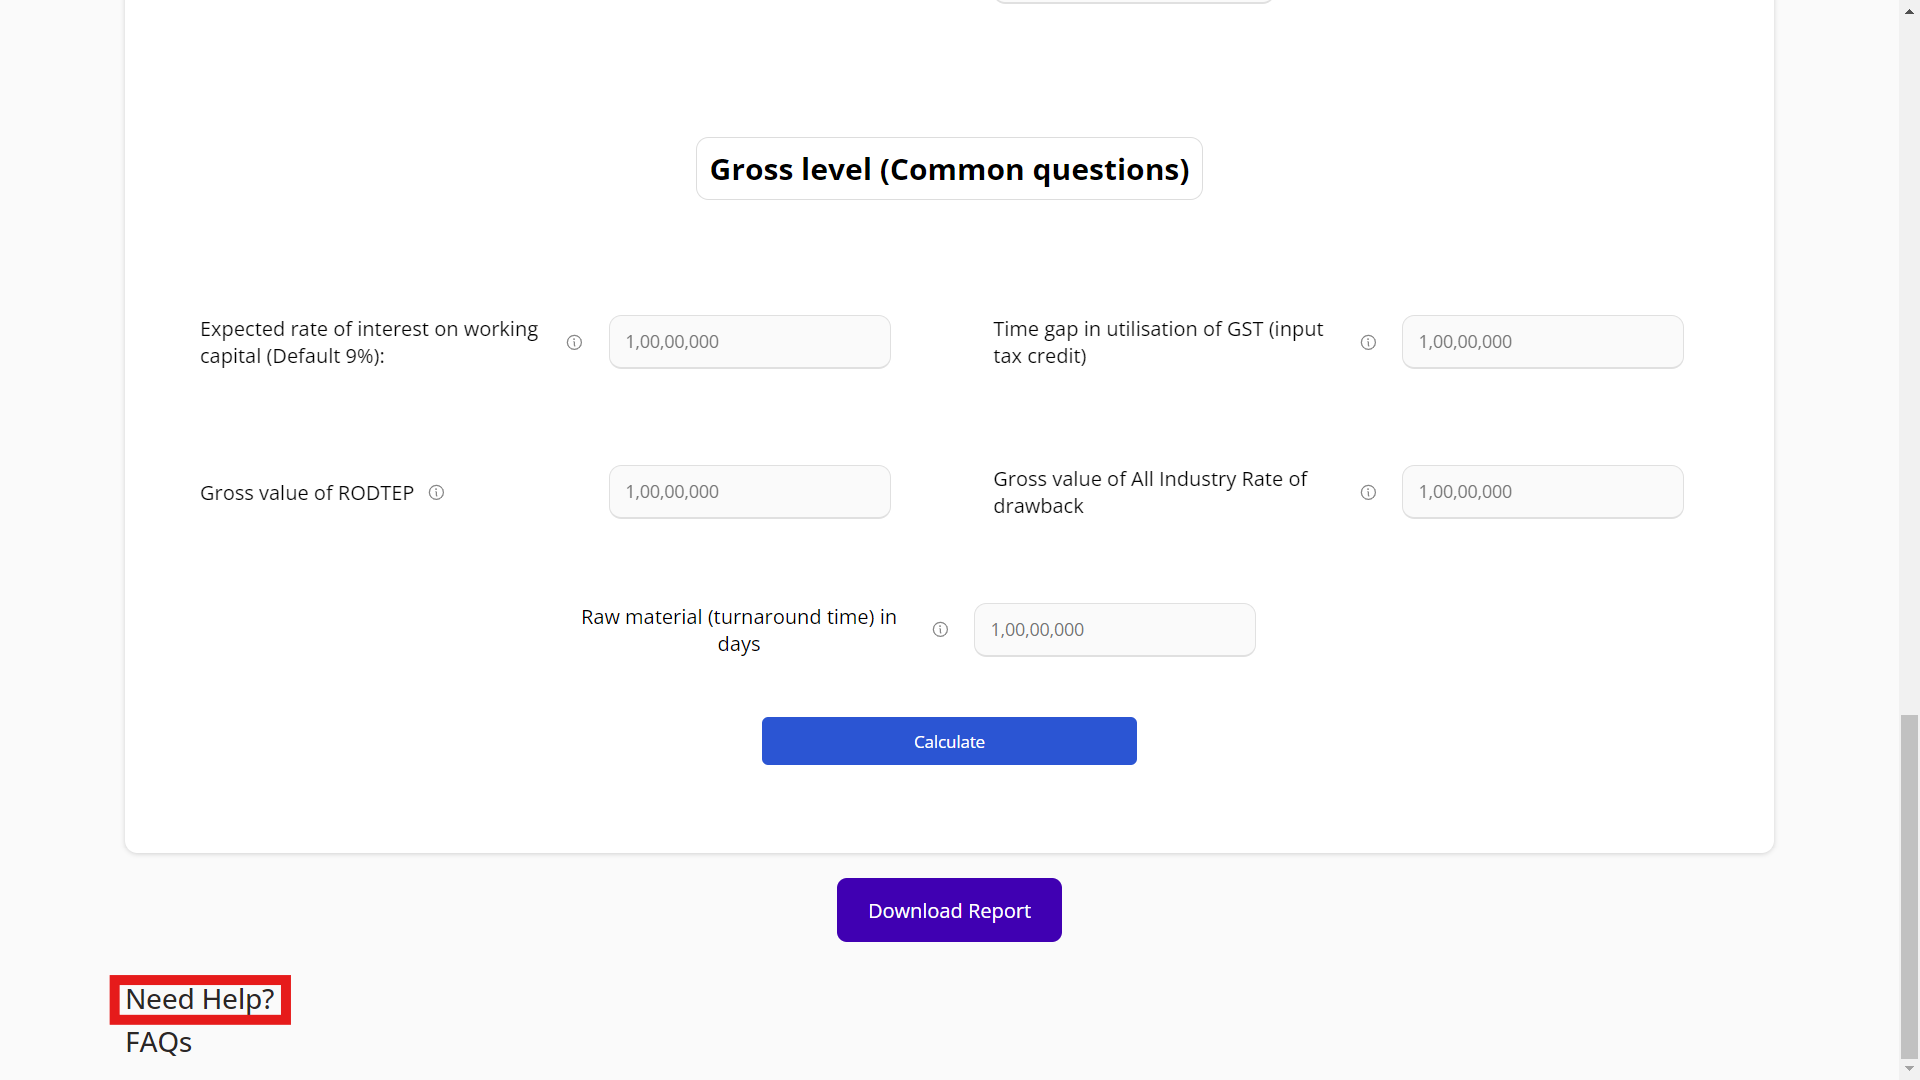 Gross level (Common questions)
Expected rate of interest on working
capital (Default 9%):
1,00,00,000
Time gap in utilisation of GST (input
tax credit)
1,00,00,000
Gross value of RODTEP
1,00,00,000
Gross value of All Industry Rate of
drawback
1,00,00,000
Raw material (turnaround time) in
days
1,00,00,000
Calculate
Download Report
Need Help?
FAQs